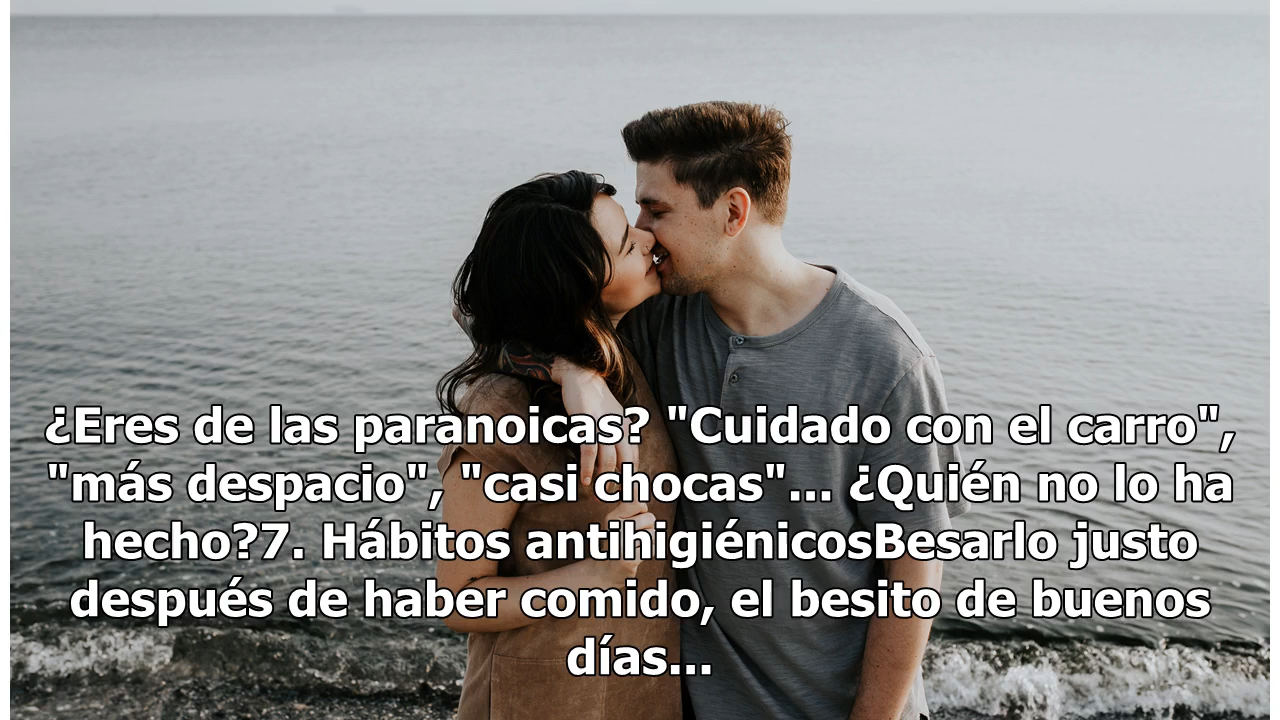 ¿Eres de las paranoicas? "Cuidado con el carro",
"más despacio", "casi chocas"... ¿Quién no lo ha
hecho?7. Hábitos antihigiénicosBesarlo justo
después de haber comido, el besito de buenos
días...